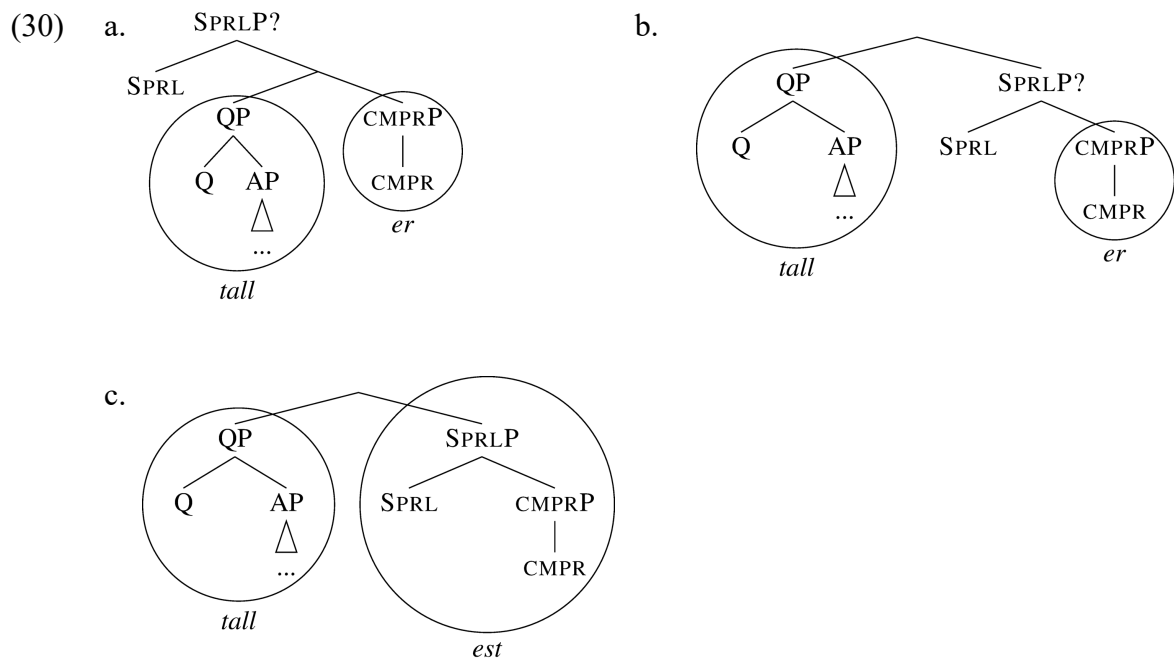 (30) a. SPRLP? b.
SPRL
QP CMPRP
Q AP CMPR
...
er
tall
QP SPRLP?
Q AP SPRL CMPRP
... CMPR
er
tall
c.
QP SPRLP
Q AP SPRL CMPRP
... CMPR
tall
est